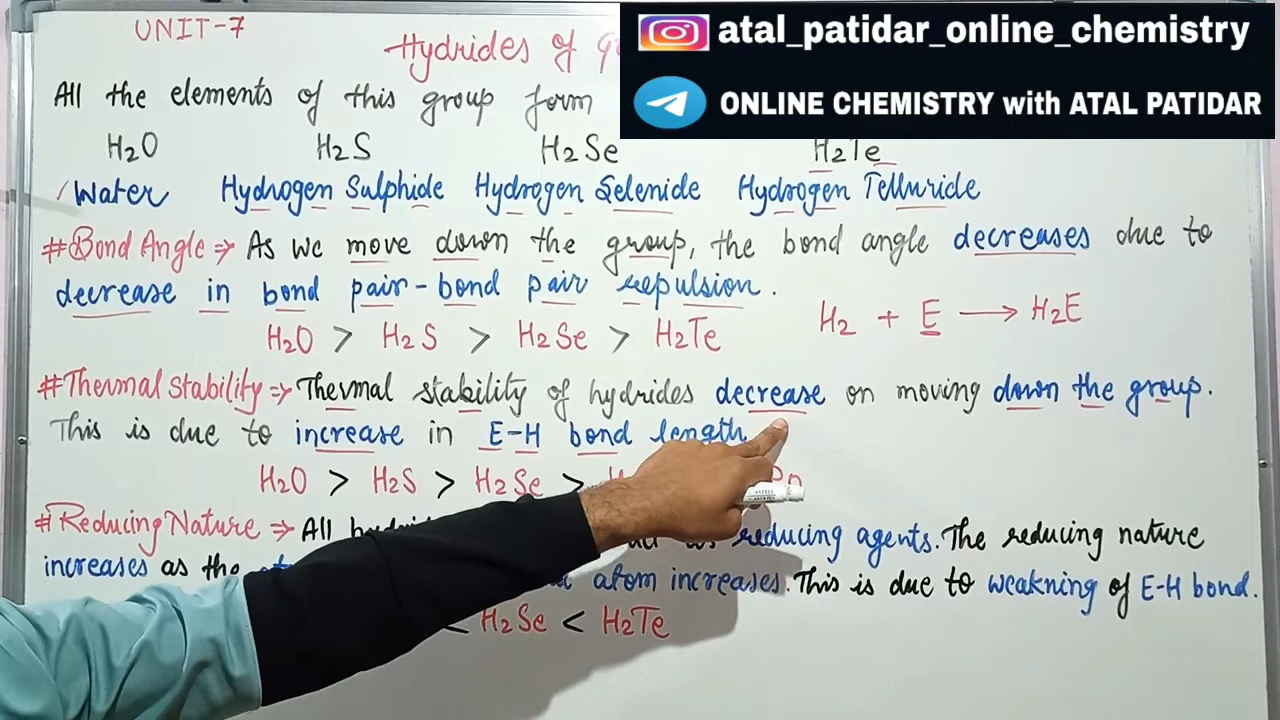 UNIT-7
Hydrides of
atal_patidar_online_chemistry
ONLINE CHEMISTRY with ATAL PATIDAR
All the elements of this group form
H₂O H₂S H₂Se H₂Te
Water Hydrogen Sulphide Hydrogen Selenide Hydrogen Telluride
#Bond Angle ⇒ As we move down the group, the bond angle decreases due to
decrease in bond pair-bond pair repulsion.
H₂O > H₂S > H₂Se > H₂Te
H₂ + E ⟶ H₂E
#Thermal Stability ⇒ Thermal stability of hydrides decrease on moving down the group.
This is due to increase in E-H bond length
H₂O > H₂S > H₂Se >
#Reducing Nature ⇒ All reducing agents. The reducing nature
increases as the atom increases. This is due to weakning of E-H bond.
< H₂Se < H₂Te